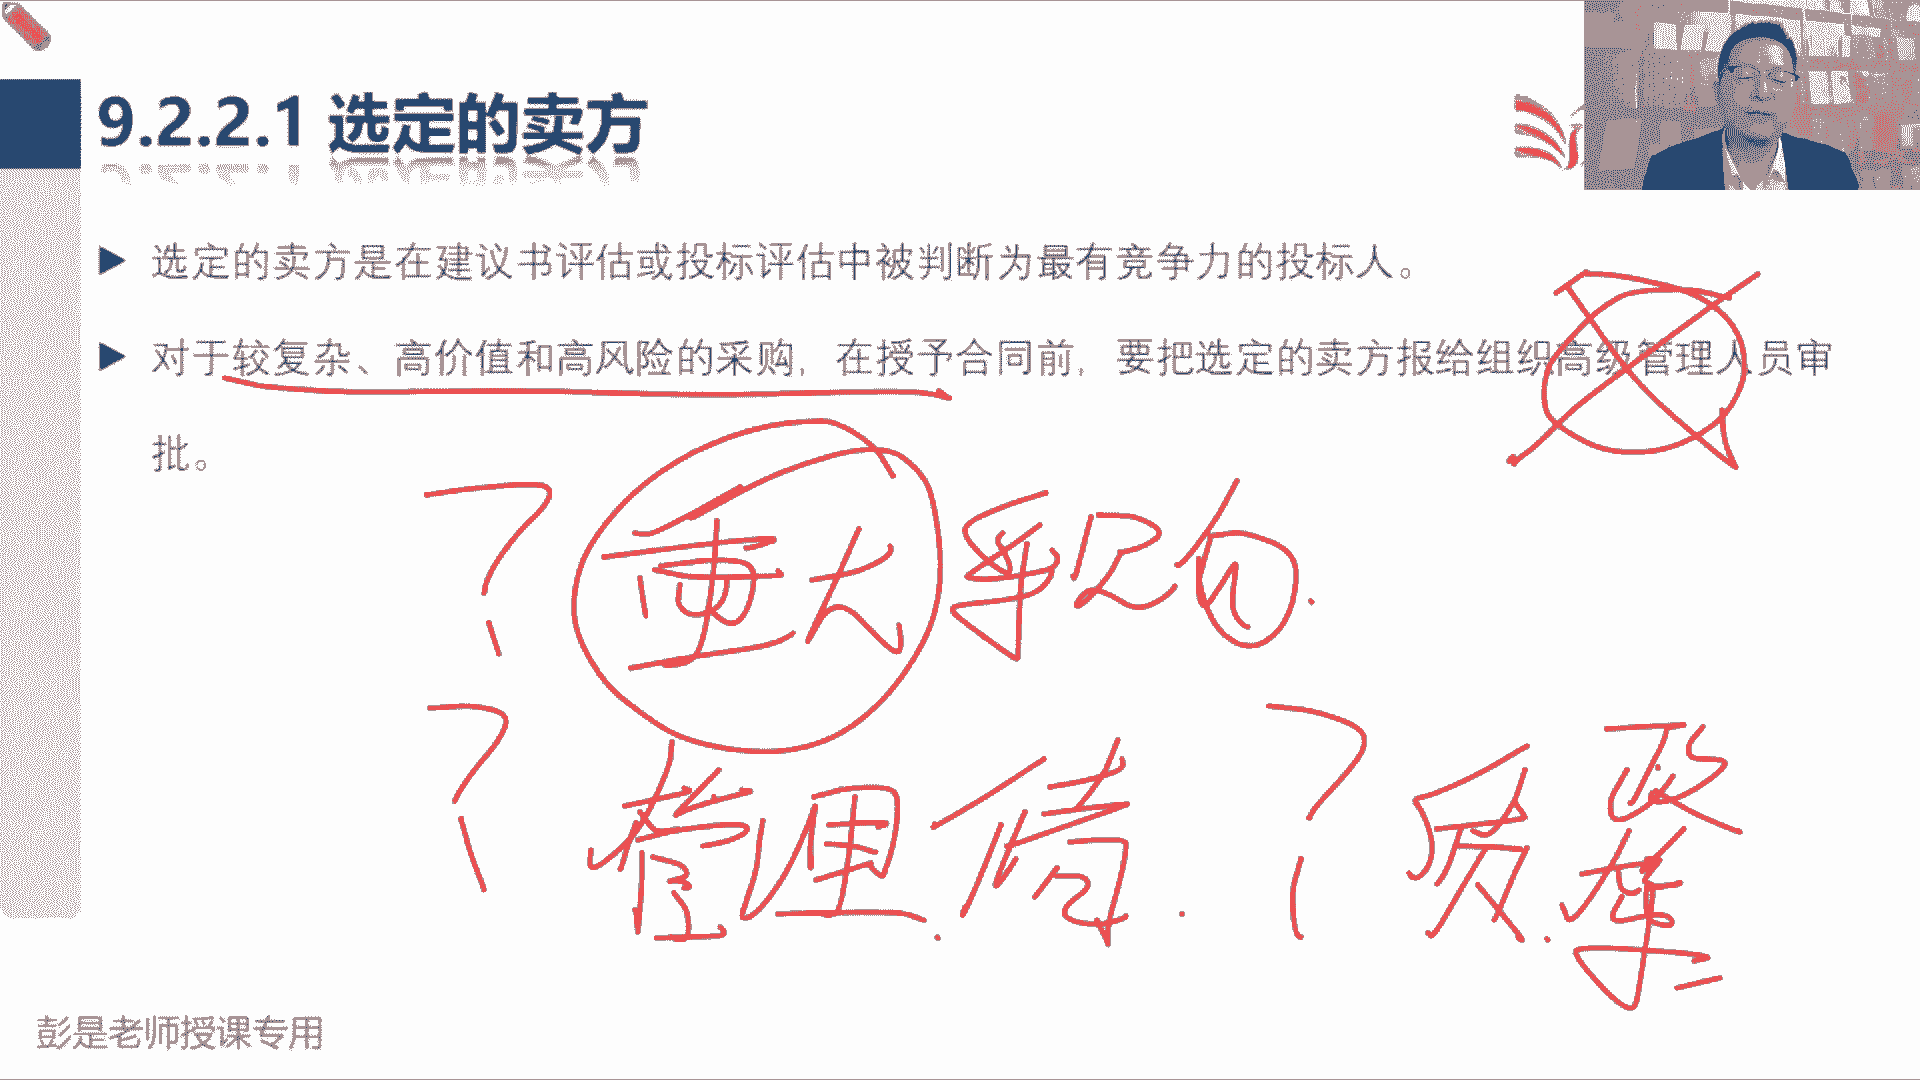 9.2.2.1 选定的卖方
选定的卖方是在建议书评估或投标评估中被判断为最有竞争力的投标人。
对于较复杂、高价值和高风险的采购，在授予合同前，要把选定的卖方报给组织高级管理人员审
批。
? 重大采购.
? 管理储. ? 质. 政策
彭是老师授课专用